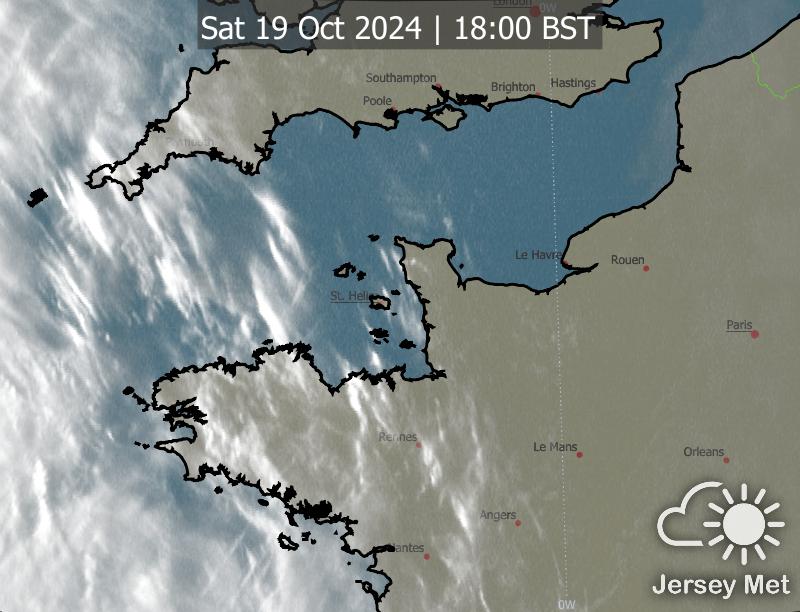 London
0W
Sat 19 Oct 2024 | 18:00 BST
Southampton
Brighton
Hastings
Poole
Le Havre
Rouen
St. Helier
Paris
Rennes
Le Mans
Orleans
Angers
Nantes
0W
Jersey Met